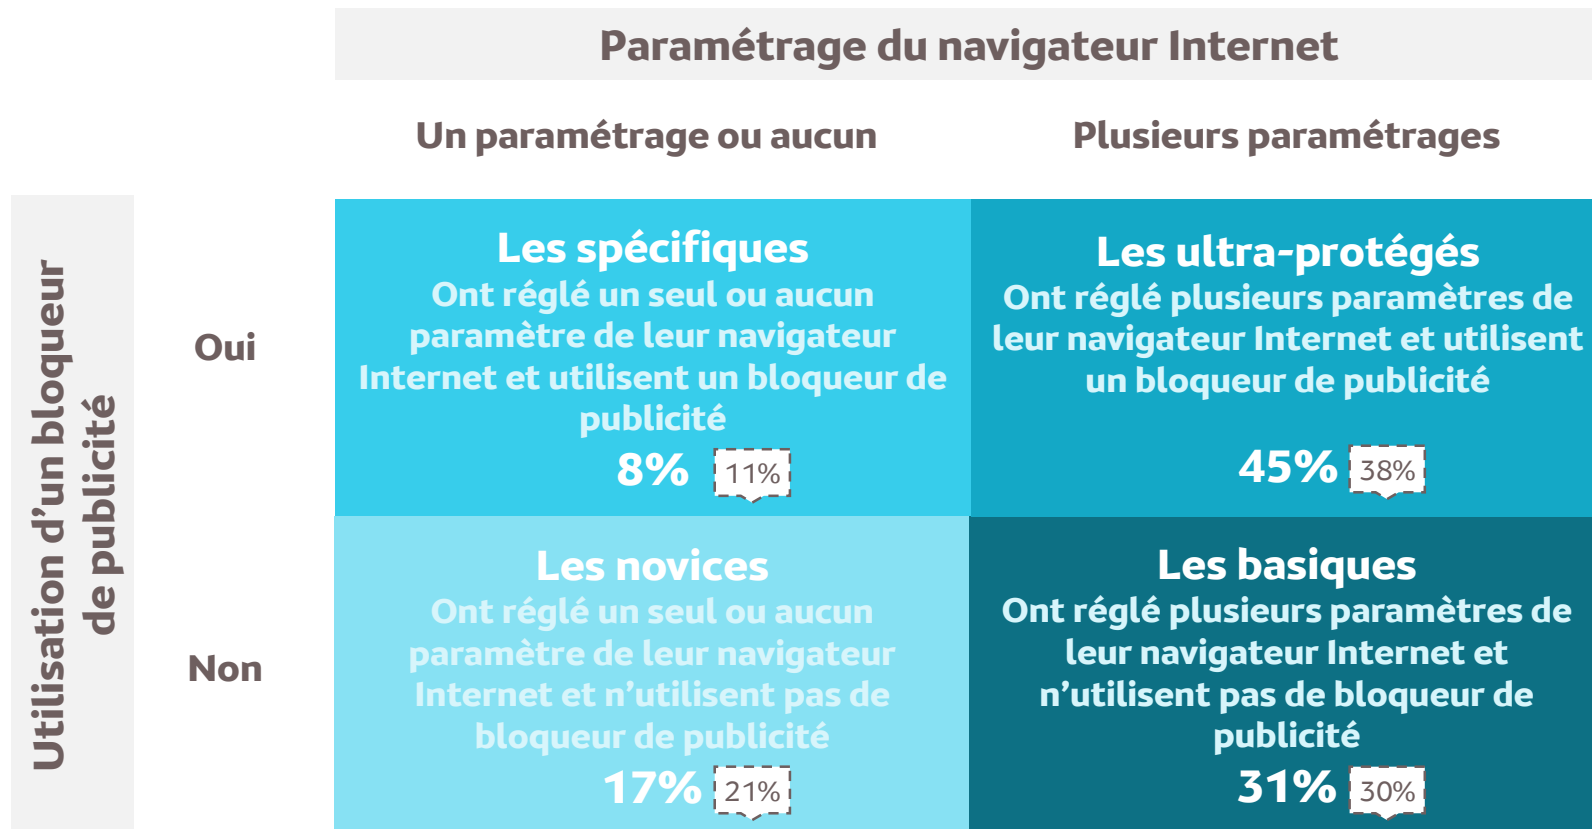 Paramétrage du navigateur Internet
Un paramétrage ou aucun
Plusieurs paramétrages
Utilisation d’un bloqueur
de publicité
Oui
Les spécifiques
Ont réglé un seul ou aucun
paramètre de leur navigateur
Internet et utilisent un bloqueur de
publicité
8%
11%
Les ultra-protégés
Ont réglé plusieurs paramètres de
leur navigateur Internet et utilisent
un bloqueur de publicité
45%
38%
Non
Les novices
Ont réglé un seul ou aucun
paramètre de leur navigateur
Internet et n’utilisent pas de
bloqueur de publicité
17%
21%
Les basiques
Ont réglé plusieurs paramètres de
leur navigateur Internet et
n’utilisent pas de bloqueur de
publicité
31%
30%